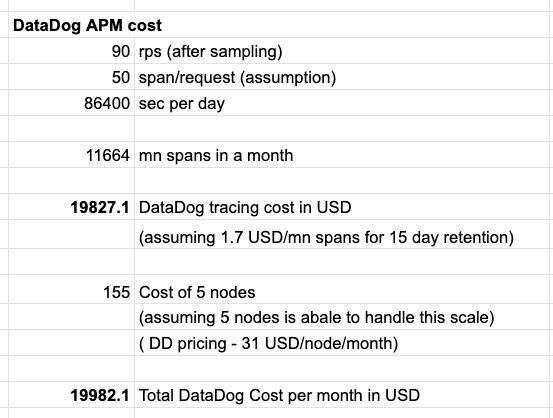 DataDog APM cost
90 rps (after sampling)
50 span/request (assumption)
86400 sec per day
11664 mn spans in a month
19827.1 DataDog tracing cost in USD
(assuming 1.7 USD/mn spans for 15 day retention)
155 Cost of 5 nodes
(assuming 5 nodes is abale to handle this scale)
( DD pricing - 31 USD/node/month)
19982.1 Total DataDog Cost per month in USD